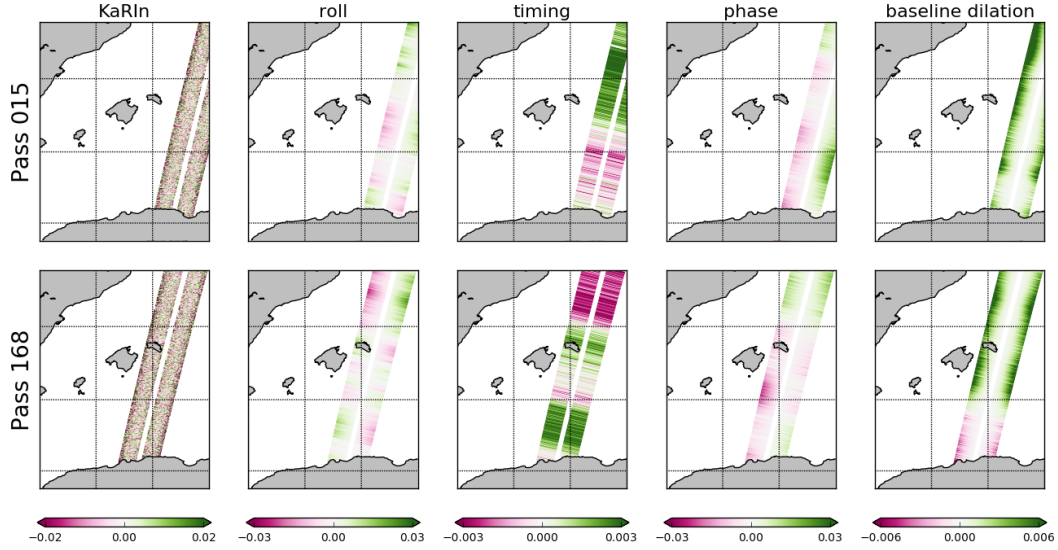 KaRIn roll timing phase baseline dilation
Pass 015
Pass 168
−0.02 0.00 0.02 −0.03 0.00 0.03 −0.003 0.000 0.003 −0.03 0.00 0.03 −0.006 0.000 0.006